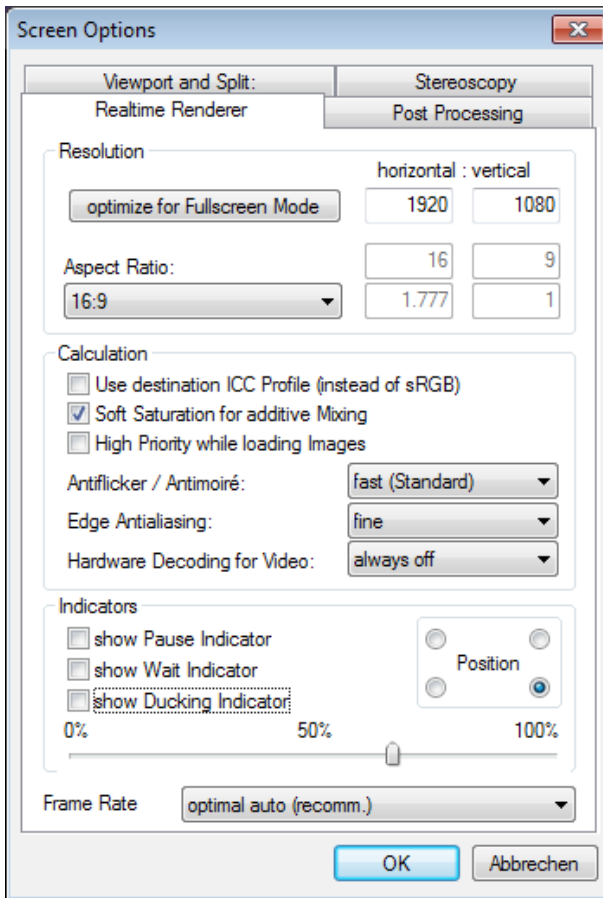 Screen Options
Viewport and Split: Stereoscopy
Realtime Renderer Post Processing
Resolution
horizontal : vertical
optimize for Fullscreen Mode 1920 1080
16 9
Aspect Ratio:
16:9 1.777 1
Calculation
Use destination ICC Profile (instead of sRGB)
Soft Saturation for additive Mixing
High Priority while loading Images
Antiflicker / Antimoiré: fast (Standard)
Edge Antialiasing: fine
Hardware Decoding for Video: always off
Indicators
show Pause Indicator
show Wait Indicator Position
show Ducking Indicator
0% 50% 100%
Frame Rate optimal auto (recomm.)
OK Abbrechen